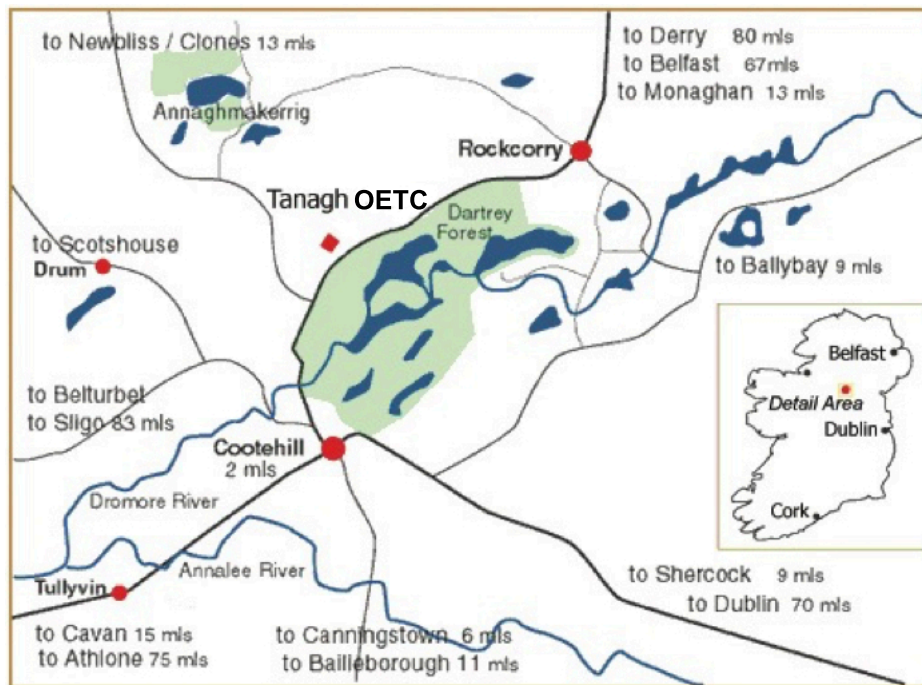 to Newbliss / Clones 13 mls
to Derry 80 mls
to Belfast 67mls
to Monaghan 13 mls
Annaghmakerrig
Rockcorry
Tanagh OETC
Dartrey
Forest
to Scotshouse
Drum
to Ballybay 9 mls
Belfast
Detail Area
Dublin
Cork
to Belturbet
to Sligo 83 mls
Cootehill
2 mls
Dromore River
Annalee River
Tullyvin
to Shercock 9 mls
to Dublin 70 mls
to Cavan 15 mls
to Athlone 75 mls
to Canningstown 6 mls
to Bailleborough 11 mls